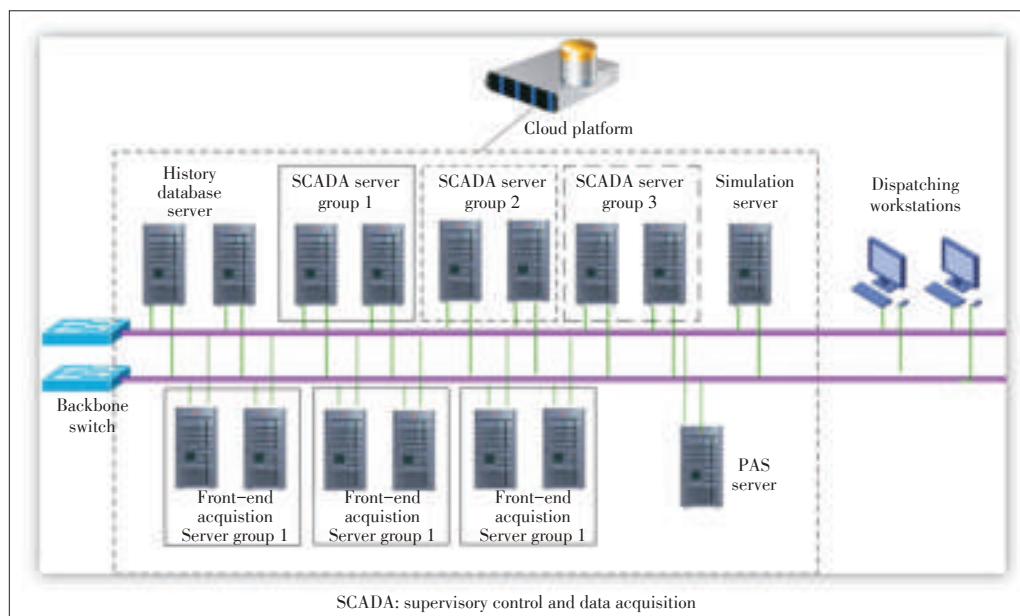 Cloud platform
History
database
server
SCADA server
group 1
SCADA server
group 2
SCADA server
group 3
Simulation
server
Dispatching
workstations
Backbone
switch
Front-end
acquistion
Server group 1
Front-end
acquistion
Server group 1
Front-end
acquistion
Server group 1
PAS
server
SCADA: supervisory control and data acquisition